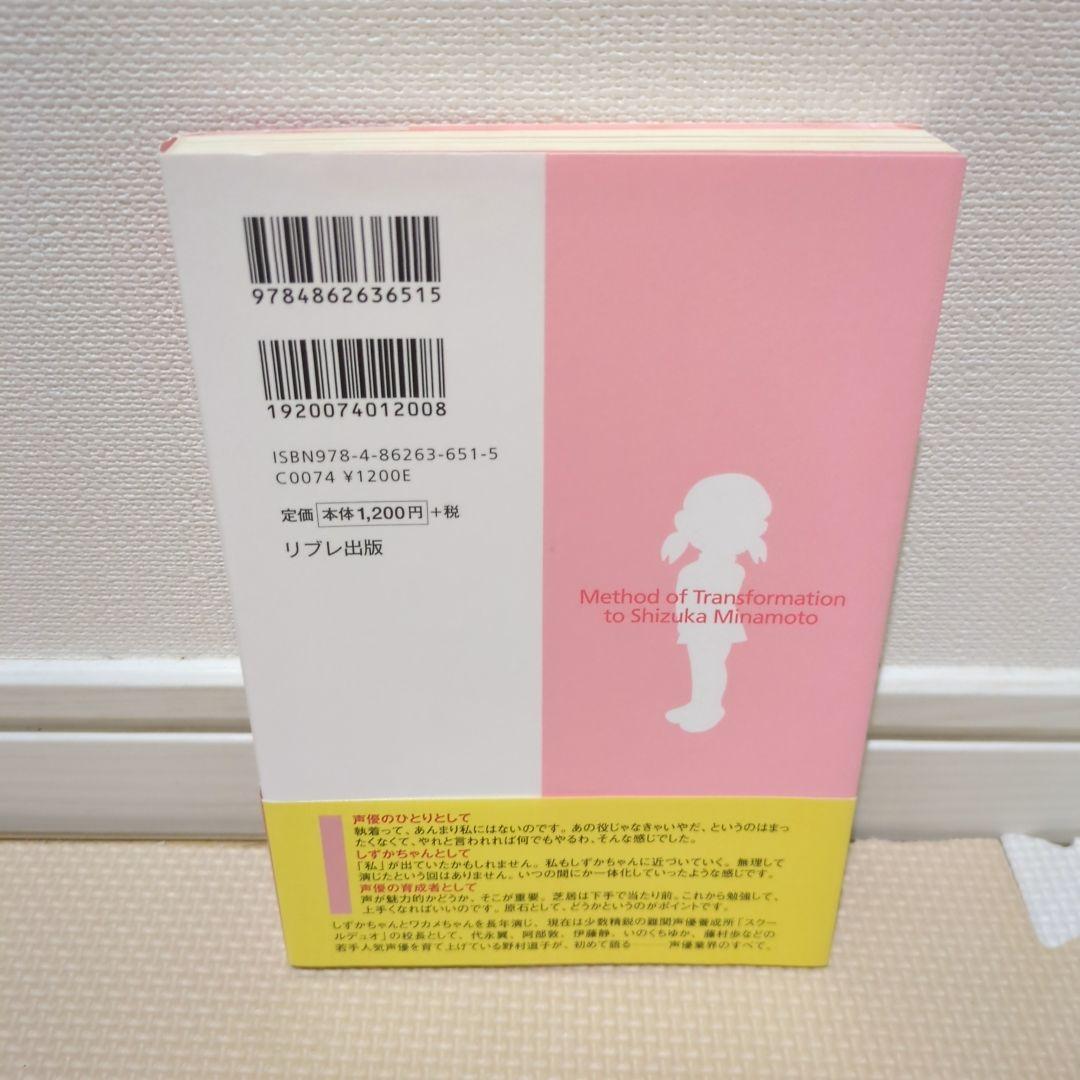 9784862636515
1920074012008
ISBN978-4-86263-651-5
C0074 ¥1200E
定価 本体1,200円 +税
リブレ出版
Method of Transformation
to Shizuka Minamoto
声優のひとりとして
執着って、あんまり私にはないのです。あの役じゃなきゃいやだ、というのはまっ
たくなくて、やれと言われれば何でもやるわ、そんな感じでした。
しずかちゃんとして
「私」が出ていたかもしれません。私もしずかちゃんに近づいていく。無理して
演じたという回はありません。いつの間にか一体化していったような感じです。
声優の育成者として
声が魅力的かどうか、そこが重要。芝居は下手で当たり前。これから勉強して、
上手くなればいいのです。原石として、どうかというのがポイントです。
しずかちゃんとワカメちゃんを長年演じ、現在は少数精鋭の難関声優養成所「スクー
ルデュオ」の校長として、代永翼、阿部敦、伊藤静、いのくちゆか、藤村歩などの
若手人気声優を育て上げている野村道子が、初めて語る――声優業界のすべて。